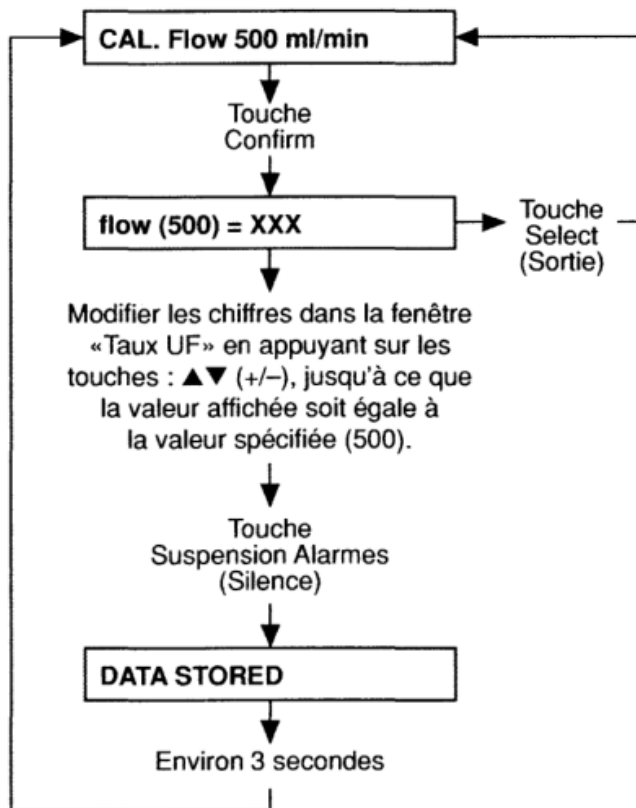 CAL. Flow 500 ml/min
Touche
Confirm
flow (500) = XXX
Touche
Select
(Sortie)
Modifier les chiffres dans la fenêtre
«Taux UF» en appuyant sur les
touches : ▲▼ (+/–), jusqu'à ce que
la valeur affichée soit égale à
la valeur spécifiée (500).
Touche
Suspension Alarmes
(Silence)
DATA STORED
Environ 3 secondes